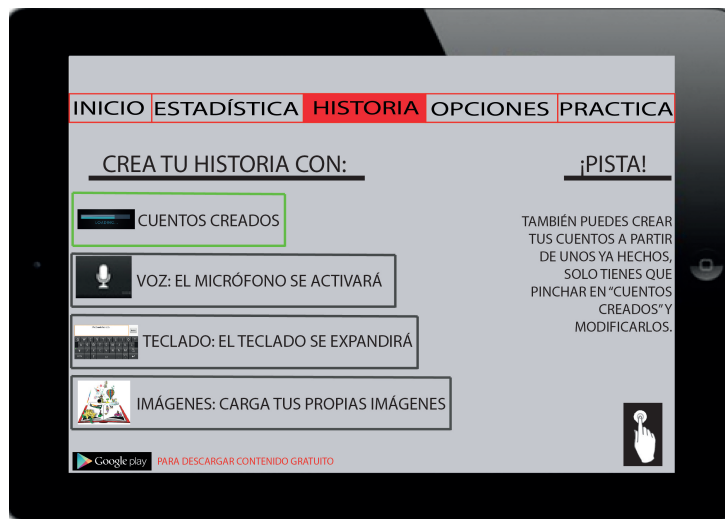 INICIO ESTADÍSTICA HISTORIA OPCIONES PRACTICA
CREA TU HISTORIA CON:
CUENTOS CREADOS
VOZ: EL MICRÓFONO SE ACTIVARÁ
TECLADO: EL TECLADO SE EXPANDIRÁ
IMÁGENES: CARGA TUS PROPIAS IMÁGENES
Google play PARA DESCARGAR CONTENIDO GRATUITO
¡PISTA!
TAMBIÉN PUEDES CREAR
TUS CUENTOS A PARTIR
DE UNOS YA HECHOS,
SOLO TIENES QUE
PINCHAR EN “CUENTOS
CREADOS” Y
MODIFICARLOS.